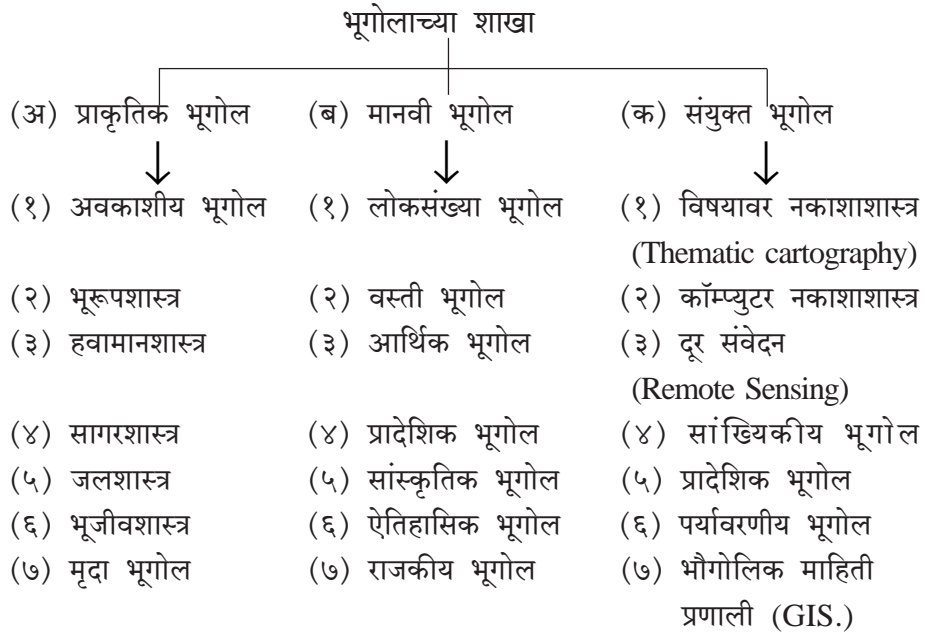 भूगोलाच्या शाखा
(अ) प्राकृतिक भूगोल (ब) मानवी भूगोल (क) संयुक्त भूगोल
(१) अवकाशीय भूगोल (१) लोकसंख्या भूगोल (१) विषयावर नकाशाशास्त्र
(Thematic cartography)
(२) भूरूपशास्त्र (२) वस्ती भूगोल (२) कॉम्प्युटर नकाशाशास्त्र
(३) हवामानशास्त्र (३) आर्थिक भूगोल (३) दूर संवेदन
(Remote Sensing)
(४) सागरशास्त्र (४) प्रादेशिक भूगोल (४) सांख्यिकीय भूगोल
(५) जलशास्त्र (५) सांस्कृतिक भूगोल (५) प्रादेशिक भूगोल
(६) भूजीवशास्त्र (६) ऐतिहासिक भूगोल (६) पर्यावरणीय भूगोल
(७) मृदा भूगोल (७) राजकीय भूगोल (७) भौगोलिक माहिती
प्रणाली (GIS.)